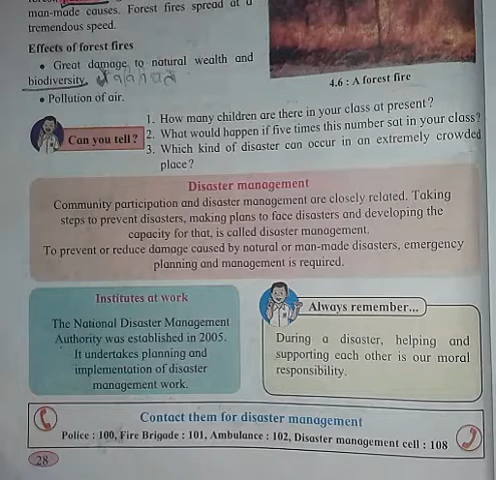 man-made causes. Forest fires spread at a
tremendous speed.
Effects of forest fires
• Great damage to natural wealth and
biodiversity.
• Pollution of air.
4.6 : A forest fire
Can you tell?
1. How many children are there in your class at present?
2. What would happen if five times this number sat in your class?
3. Which kind of disaster can occur in an extremely crowded
place?
Disaster management
Community participation and disaster management are closely related. Taking
steps to prevent disasters, making plans to face disasters and developing the
capacity for that, is called disaster management.
To prevent or reduce damage caused by natural or man-made disasters, emergency
planning and management is required.
Institutes at work
The National Disaster Management
Authority was established in 2005.
It undertakes planning and
implementation of disaster
management work.
Always remember...
During a disaster, helping and
supporting each other is our moral
responsibility.
Contact them for disaster management
Police : 100, Fire Brigade : 101, Ambulance : 102, Disaster management cell : 108
28